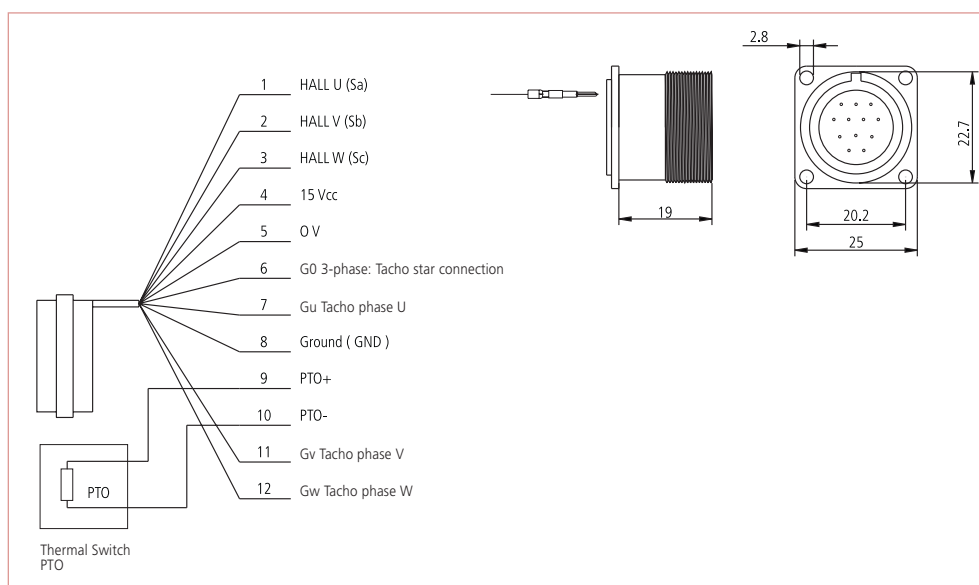 1 HALL U (Sa)
2 HALL V (Sb)
3 HALL W (Sc)
4 15 Vcc
5 0 V
6 G0 3-phase: Tacho star connection
7 Gu Tacho phase U
8 Ground ( GND )
9 PTO+
10 PTO-
11 Gv Tacho phase V
12 Gw Tacho phase W
PTO
Thermal Switch
PTO
19
2.8
22.7
20.2
25